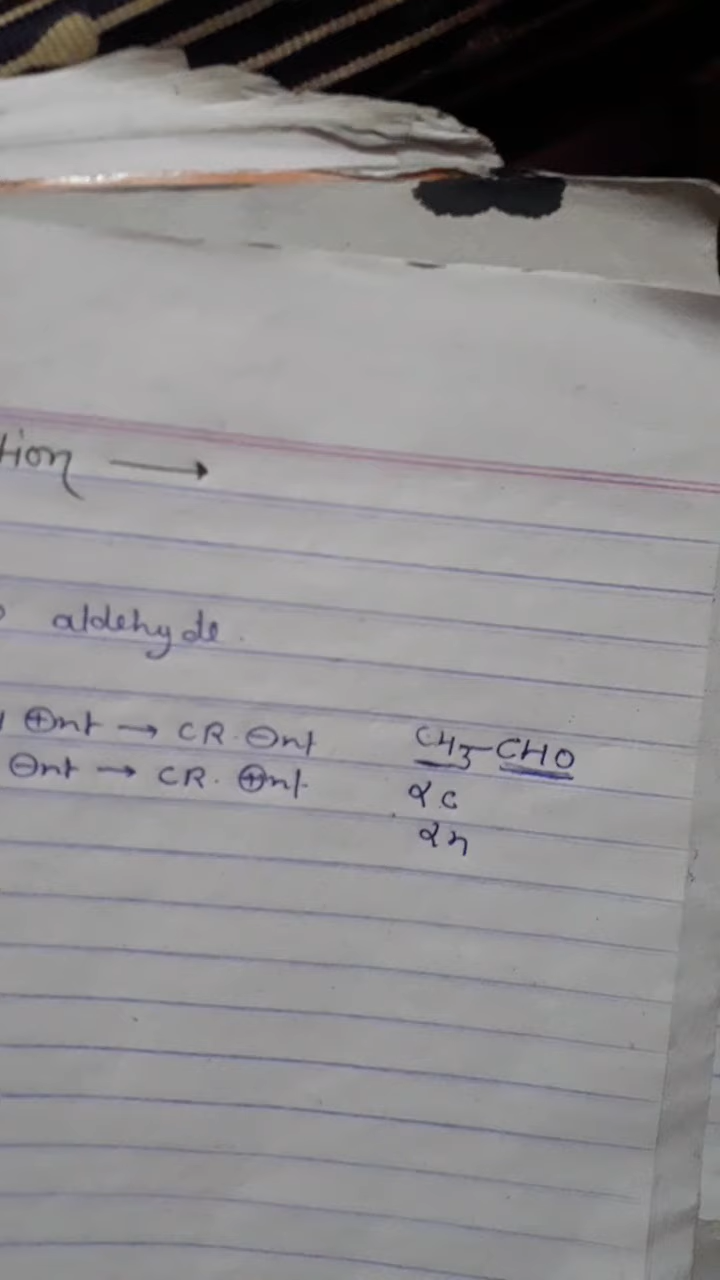 tion →
aldehyde.
⊕nt → CR. ⊖nt CH3-CHO
⊖nt → CR. ⊕nt. αc
αh